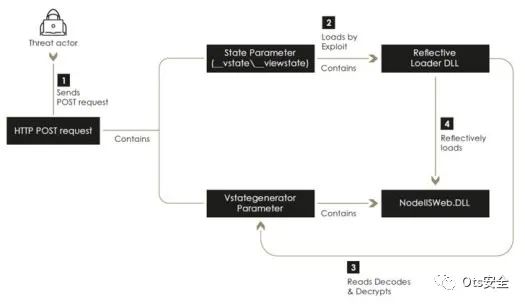 Threat actor
1
Sends
POST request
HTTP POST request
Contains
State Parameter
(__vstate\__viewstate)
2
Loads by
Exploit
Contains
Reflective
Loader DLL
4
Reflectively
loads
Vstategenerator
Parameter
Contains
NodeIISWeb.DLL
3
Reads Decodes
& Decrypts
Ots安全